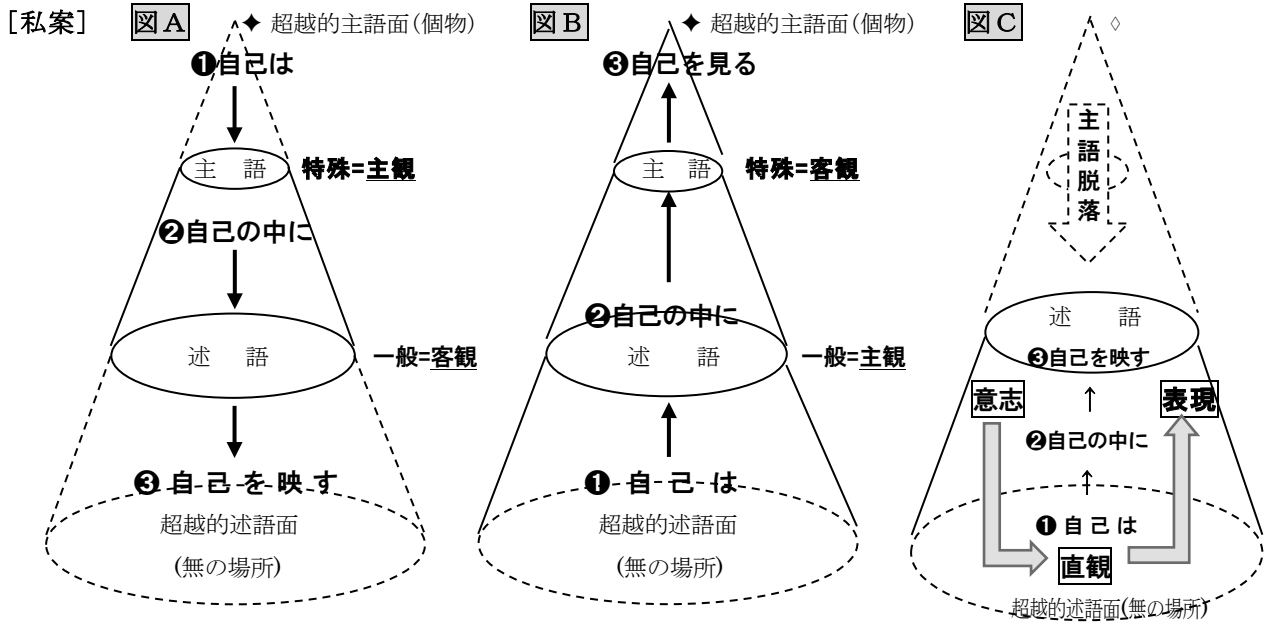 [私案]
図A
✦ 超越的主語面(個物)
❶自己は
主 語
特殊=主観
❷自己の中に
述 語
一般=客観
❸自己を映す
超越的述語面
(無の場所)
図B
✦ 超越的主語面(個物)
❸自己を見る
主 語
特殊=客観
❷自己の中に
述 語
一般=主観
❶自己は
超越的述語面
(無の場所)
図C
主語脱落
述 語
❸自己を映す
意志
表現
❷自己の中に
❶自己は
直観
超越的述語面(無の場所)